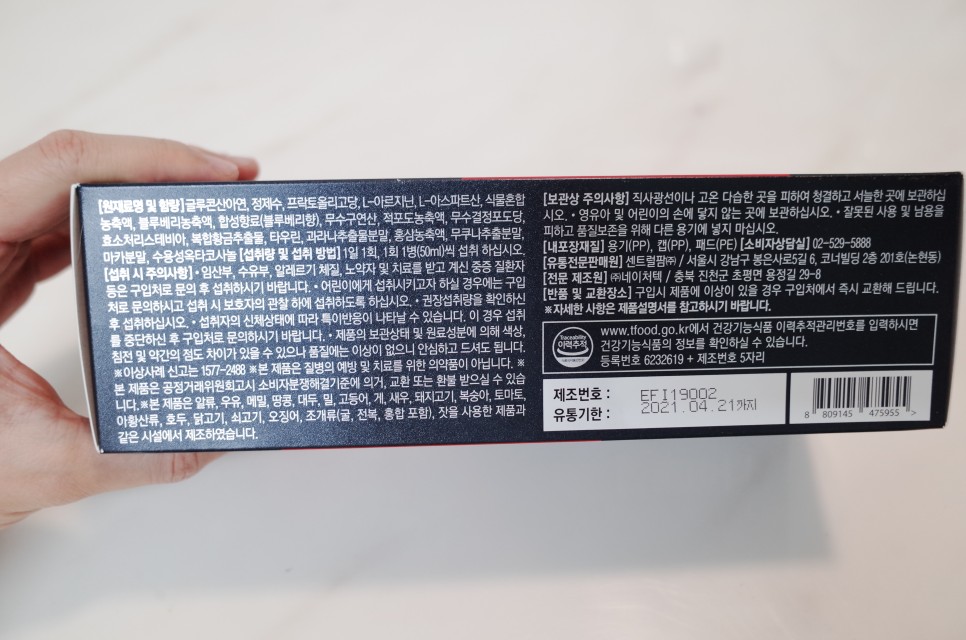 [원재료명 및 함량] 글루콘산아연, 정제수, 프락토올리고당, L-아르지닌, L-아스파트산, 식물혼합
농축액, 블루베리농축액, 합성향료(블루베리향), 무수구연산, 적포도농축액, 무수결정포도당,
효소처리스테비아, 복합황금추출물, 타우린, 과라나추출물분말, 홍삼농축액, 무쿠나추출분말,
마카분말, 수용성옥타코사놀 [섭취량 및 섭취 방법] 1일 1회, 1회 1병(50ml)씩 섭취 하십시오.
[섭취 시 주의사항] • 임산부, 수유부, 알레르기 체질, 노약자 및 치료를 받고 계신 중증 질환자
등은 구입처로 문의 후 섭취하시기 바랍니다. • 어린이에게 섭취시키고자 하실 경우에는 구입
처로 문의하시고 섭취 시 보호자의 관찰 하에 섭취하도록 하십시오. • 권장섭취량을 확인하신
후 섭취하십시오. • 섭취자의 신체상태에 따라 특이반응이 나타날 수 있습니다. 이 경우 섭취
를 중단하신 후 구입처로 문의하시기 바랍니다. • 제품의 보관상태 및 원료성분에 의해 색상,
침전 및 약간의 점도 차이가 있을 수 있으나 품질에는 이상이 없으니 안심하고 드셔도 됩니다.
※이상사례 신고는 1577-2488 ※본 제품은 질병의 예방 및 치료를 위한 의약품이 아닙니다. ※
본 제품은 공정거래위원회고시 소비자분쟁해결기준에 의거, 교환 또는 환불 받으실 수 있습
니다.※본 제품은 알류, 우유, 메밀, 땅콩, 대두, 밀, 고등어, 게, 새우, 돼지고기, 복숭아, 토마토,
아황산류, 호두, 닭고기, 쇠고기, 오징어, 조개류(굴, 전복, 홍합 포함), 잣을 사용한 제품과
같은 시설에서 제조하였습니다.
[보관상 주의사항] 직사광선이나 고온 다습한 곳을 피하여 청결하고 서늘한 곳에 보관하십
시오. • 영유아 및 어린이의 손에 닿지 않는 곳에 보관하십시오. • 잘못된 사용 및 남용을
피하고 품질보존을 위해 다른 용기에 넣지 마십시오.
[내포장재질] 용기(PP), 캡(PP), 패드(PE) [소비자상담실] 02-529-5888
[유통전문판매원] 센트럴팜㈜ / 서울시 강남구 봉은사로5길 6, 코너빌딩 2층 201호(논현동)
[전문 제조원] ㈜네이처텍 / 충북 진천군 초평면 용정길 29-8
[반품 및 교환장소] 구입시 제품에 이상이 있을 경우 구입처에서 즉시 교환해 드립니다.
※자세한 사항은 제품설명서를 참고하시기 바랍니다.
Traceability
이력추적
www.tfood.go.kr에서 건강기능식품 이력추적관리번호를 입력하시면
건강기능식품의 정보를 확인하실 수 있습니다.
등록번호 6232619 + 제조번호 5자리
제조번호 : EFI19002
유통기한 : 2021.04.21까지
8 809145 475955 >